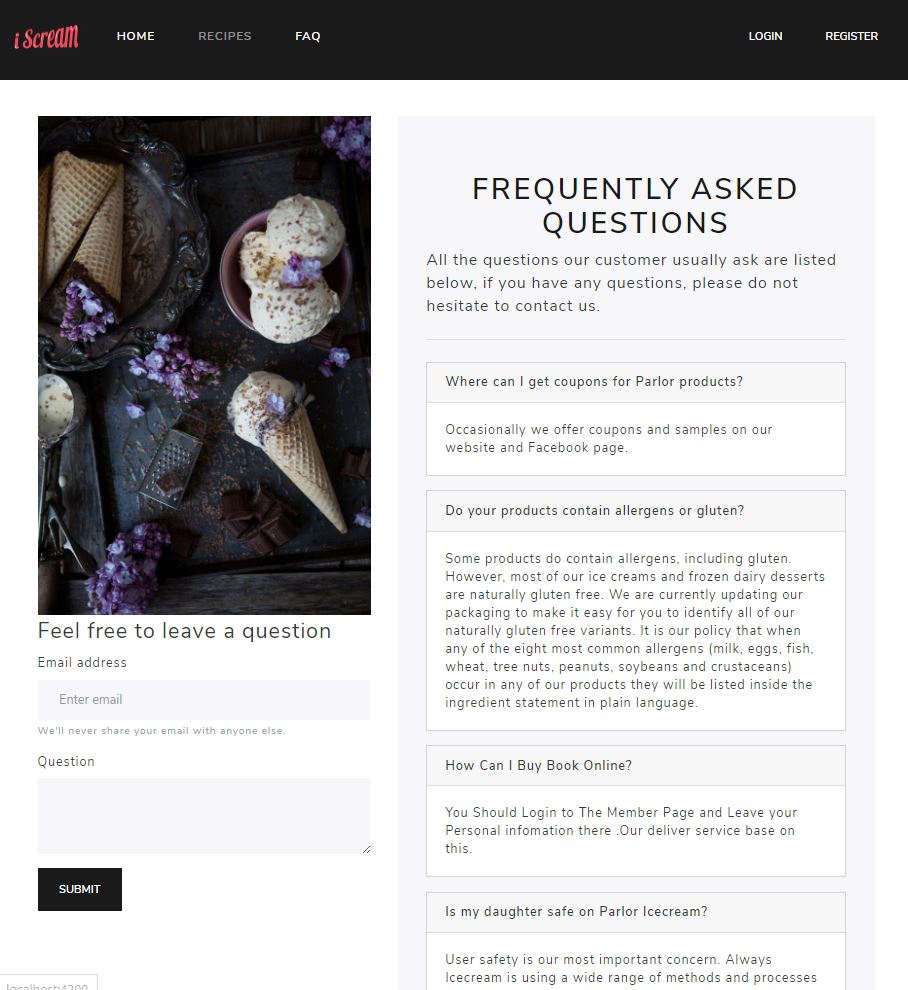 i Scream
HOME
RECIPES
FAQ
LOGIN
REGISTER
Feel free to leave a question
Email address
Enter email
We'll never share your email with anyone else.
Question
SUBMIT
FREQUENTLY ASKED
QUESTIONS
All the questions our customer usually ask are listed
below, if you have any questions, please do not
hesitate to contact us.
Where can I get coupons for Parlor products?
Occasionally we offer coupons and samples on our
website and Facebook page.
Do your products contain allergens or gluten?
Some products do contain allergens, including gluten.
However, most of our ice creams and frozen dairy desserts
are naturally gluten free. We are currently updating our
packaging to make it easy for you to identify all of our
naturally gluten free variants. It is our policy that when
any of the eight most common allergens (milk, eggs, fish,
wheat, tree nuts, peanuts, soybeans and crustaceans)
occur in any of our products they will be listed inside the
ingredient statement in plain language.
How Can I Buy Book Online?
You Should Login to The Member Page and Leave your
Personal infomation there .Our deliver service base on
this.
Is my daughter safe on Parlor Icecream?
User safety is our most important concern. Always
Icecream is using a wide range of methods and processes
localhost:4200